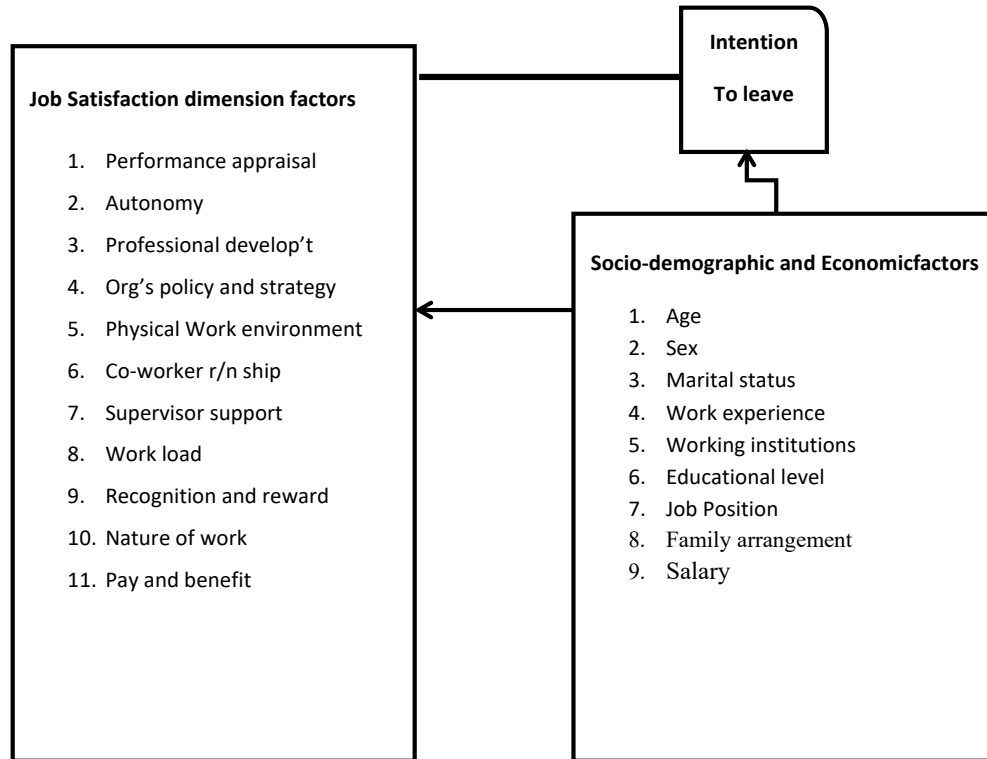 Intention
To leave
Job Satisfaction dimension factors
1. Performance appraisal
2. Autonomy
3. Professional develop’t
4. Org’s policy and strategy
5. Physical Work environment
6. Co-worker r/n ship
7. Supervisor support
8. Work load
9. Recognition and reward
10. Nature of work
11. Pay and benefit
Socio-demographic and Economicfactors
1. Age
2. Sex
3. Marital status
4. Work experience
5. Working institutions
6. Educational level
7. Job Position
8. Family arrangement
9. Salary